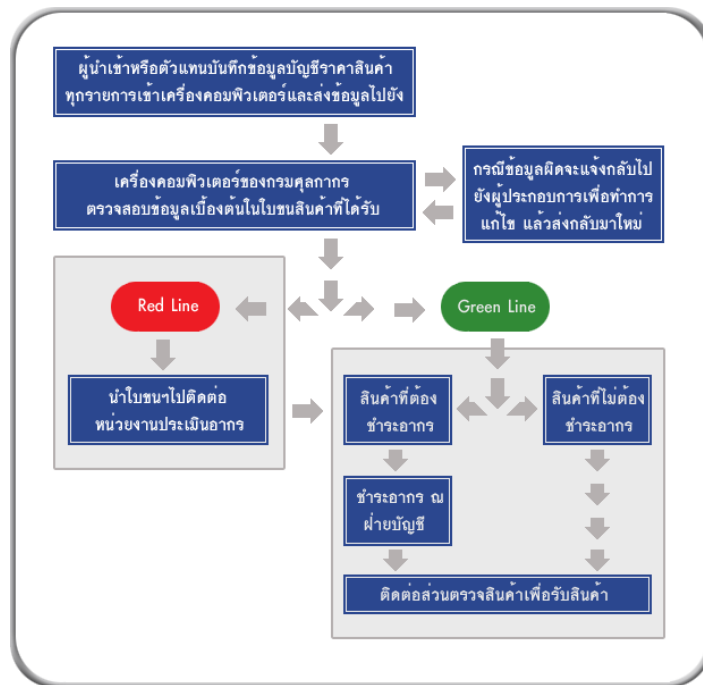 ผู้นำเข้าหรือตัวแทนบันทึกข้อมูลบัญชีราคาสินค้า
ทุกรายการเข้าเครื่องคอมพิวเตอร์และส่งข้อมูลไปยัง
เครื่องคอมพิวเตอร์ของกรมศุลกากร
ตรวจสอบข้อมูลเบื้องต้นในใบขนสินค้าที่ได้รับ
กรณีข้อมูลผิดจะแจ้งกลับไป
ยังผู้ประกอบการเพื่อทำการ
แก้ไข แล้วส่งกลับมาใหม่
Red Line
Green Line
นำใบขนฯไปติดต่อ
หน่วยงานประเมินอากร
สินค้าที่ต้อง
ชำระอากร
สินค้าที่ไม่ต้อง
ชำระอากร
ชำระอากร ณ
ฝ่ายบัญชี
ติดต่อส่วนตรวจสินค้าเพื่อรับสินค้า